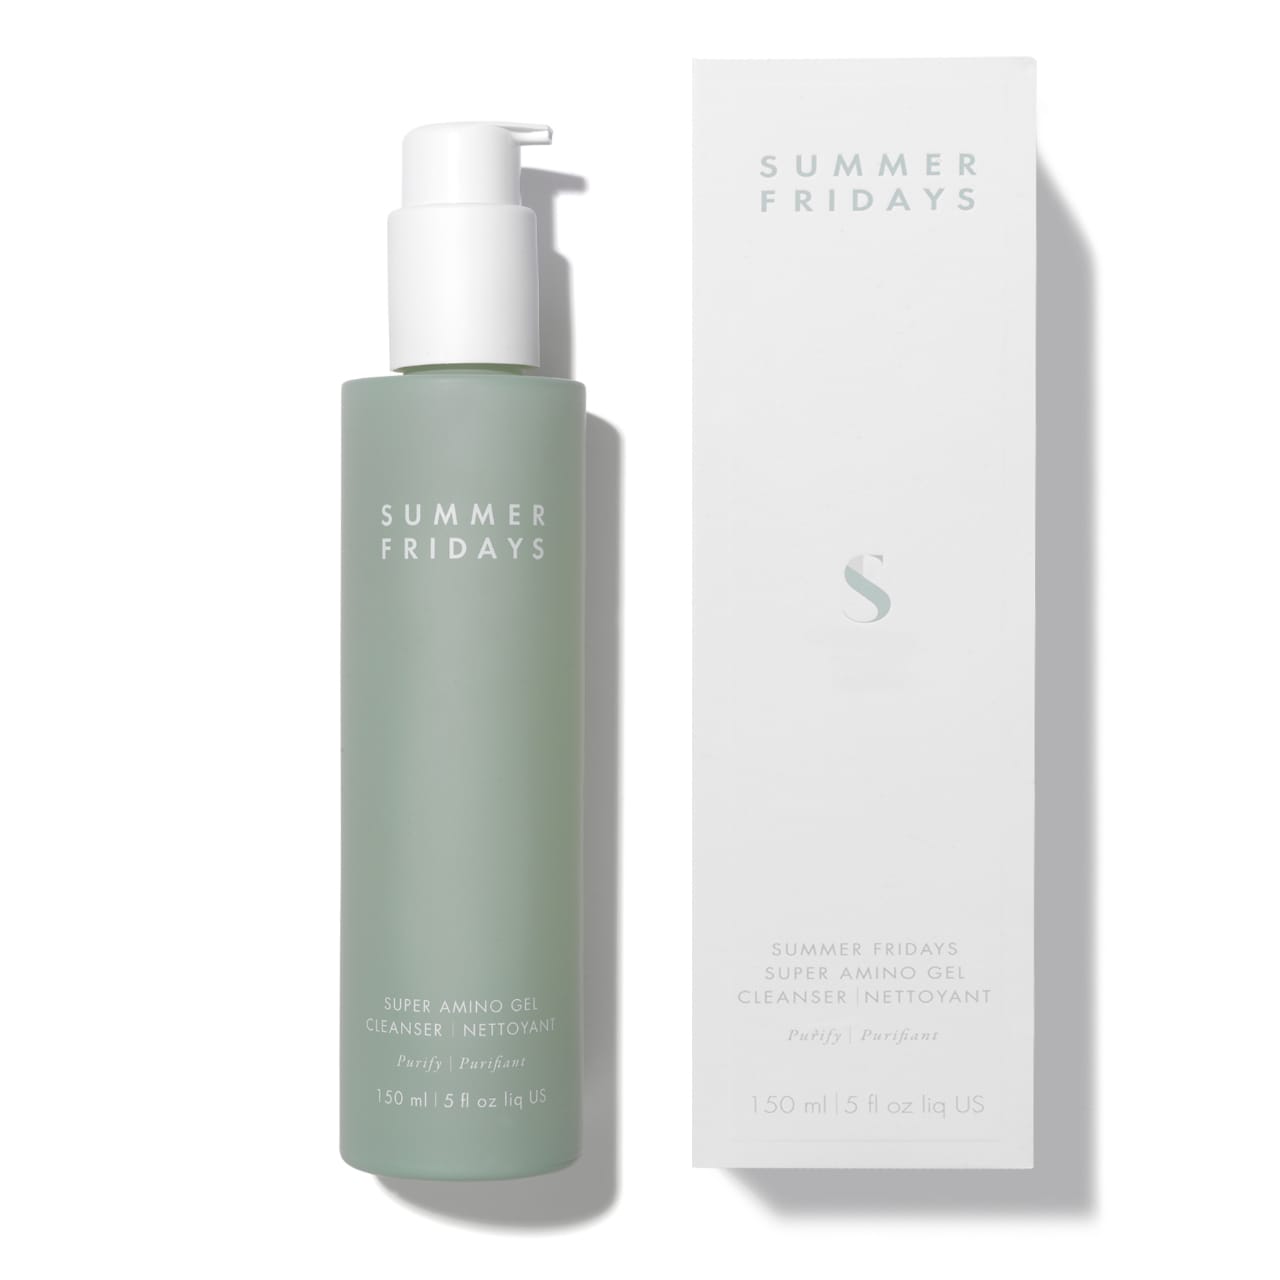 SUMMER
FRIDAYS
SUPER AMINO GEL
CLEANSER | NETTOYANT
Purify | Purifiant
150 ml | 5 fl oz liq US
SUMMER
FRIDAYS
S
SUMMER FRIDAYS
SUPER AMINO GEL
CLEANSER | NETTOYANT
Purify | Purifiant
150 ml | 5 fl oz liq US